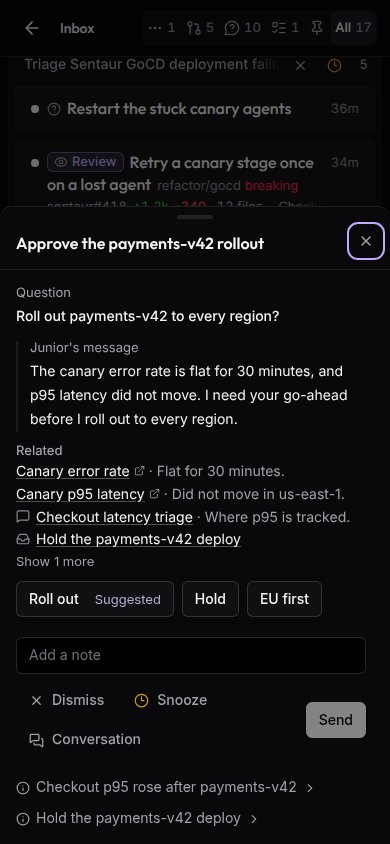 Inbox
1
5
10
1
All 17
Triage Sentaur GoCD deployment
5
Restart the stuck canary agents
36m
Review
Retry a canary stage once
34m
on a lost agent refactor/gocd breaking
Approve the payments-v42 rollout
Question
Roll out payments-v42 to every region?
Junior's message
The canary error rate is flat for 30 minutes, and
p95 latency did not move. I need your go-ahead
before I roll out to every region.
Related
Canary error rate · Flat for 30 minutes.
Canary p95 latency · Did not move in us-east-1.
Checkout latency triage · Where p95 is tracked.
Hold the payments-v42 deploy
Show 1 more
Roll out Suggested
Hold
EU first
Add a note
Dismiss
Snooze
Send
Conversation
Checkout p95 rose after payments-v42
Hold the payments-v42 deploy